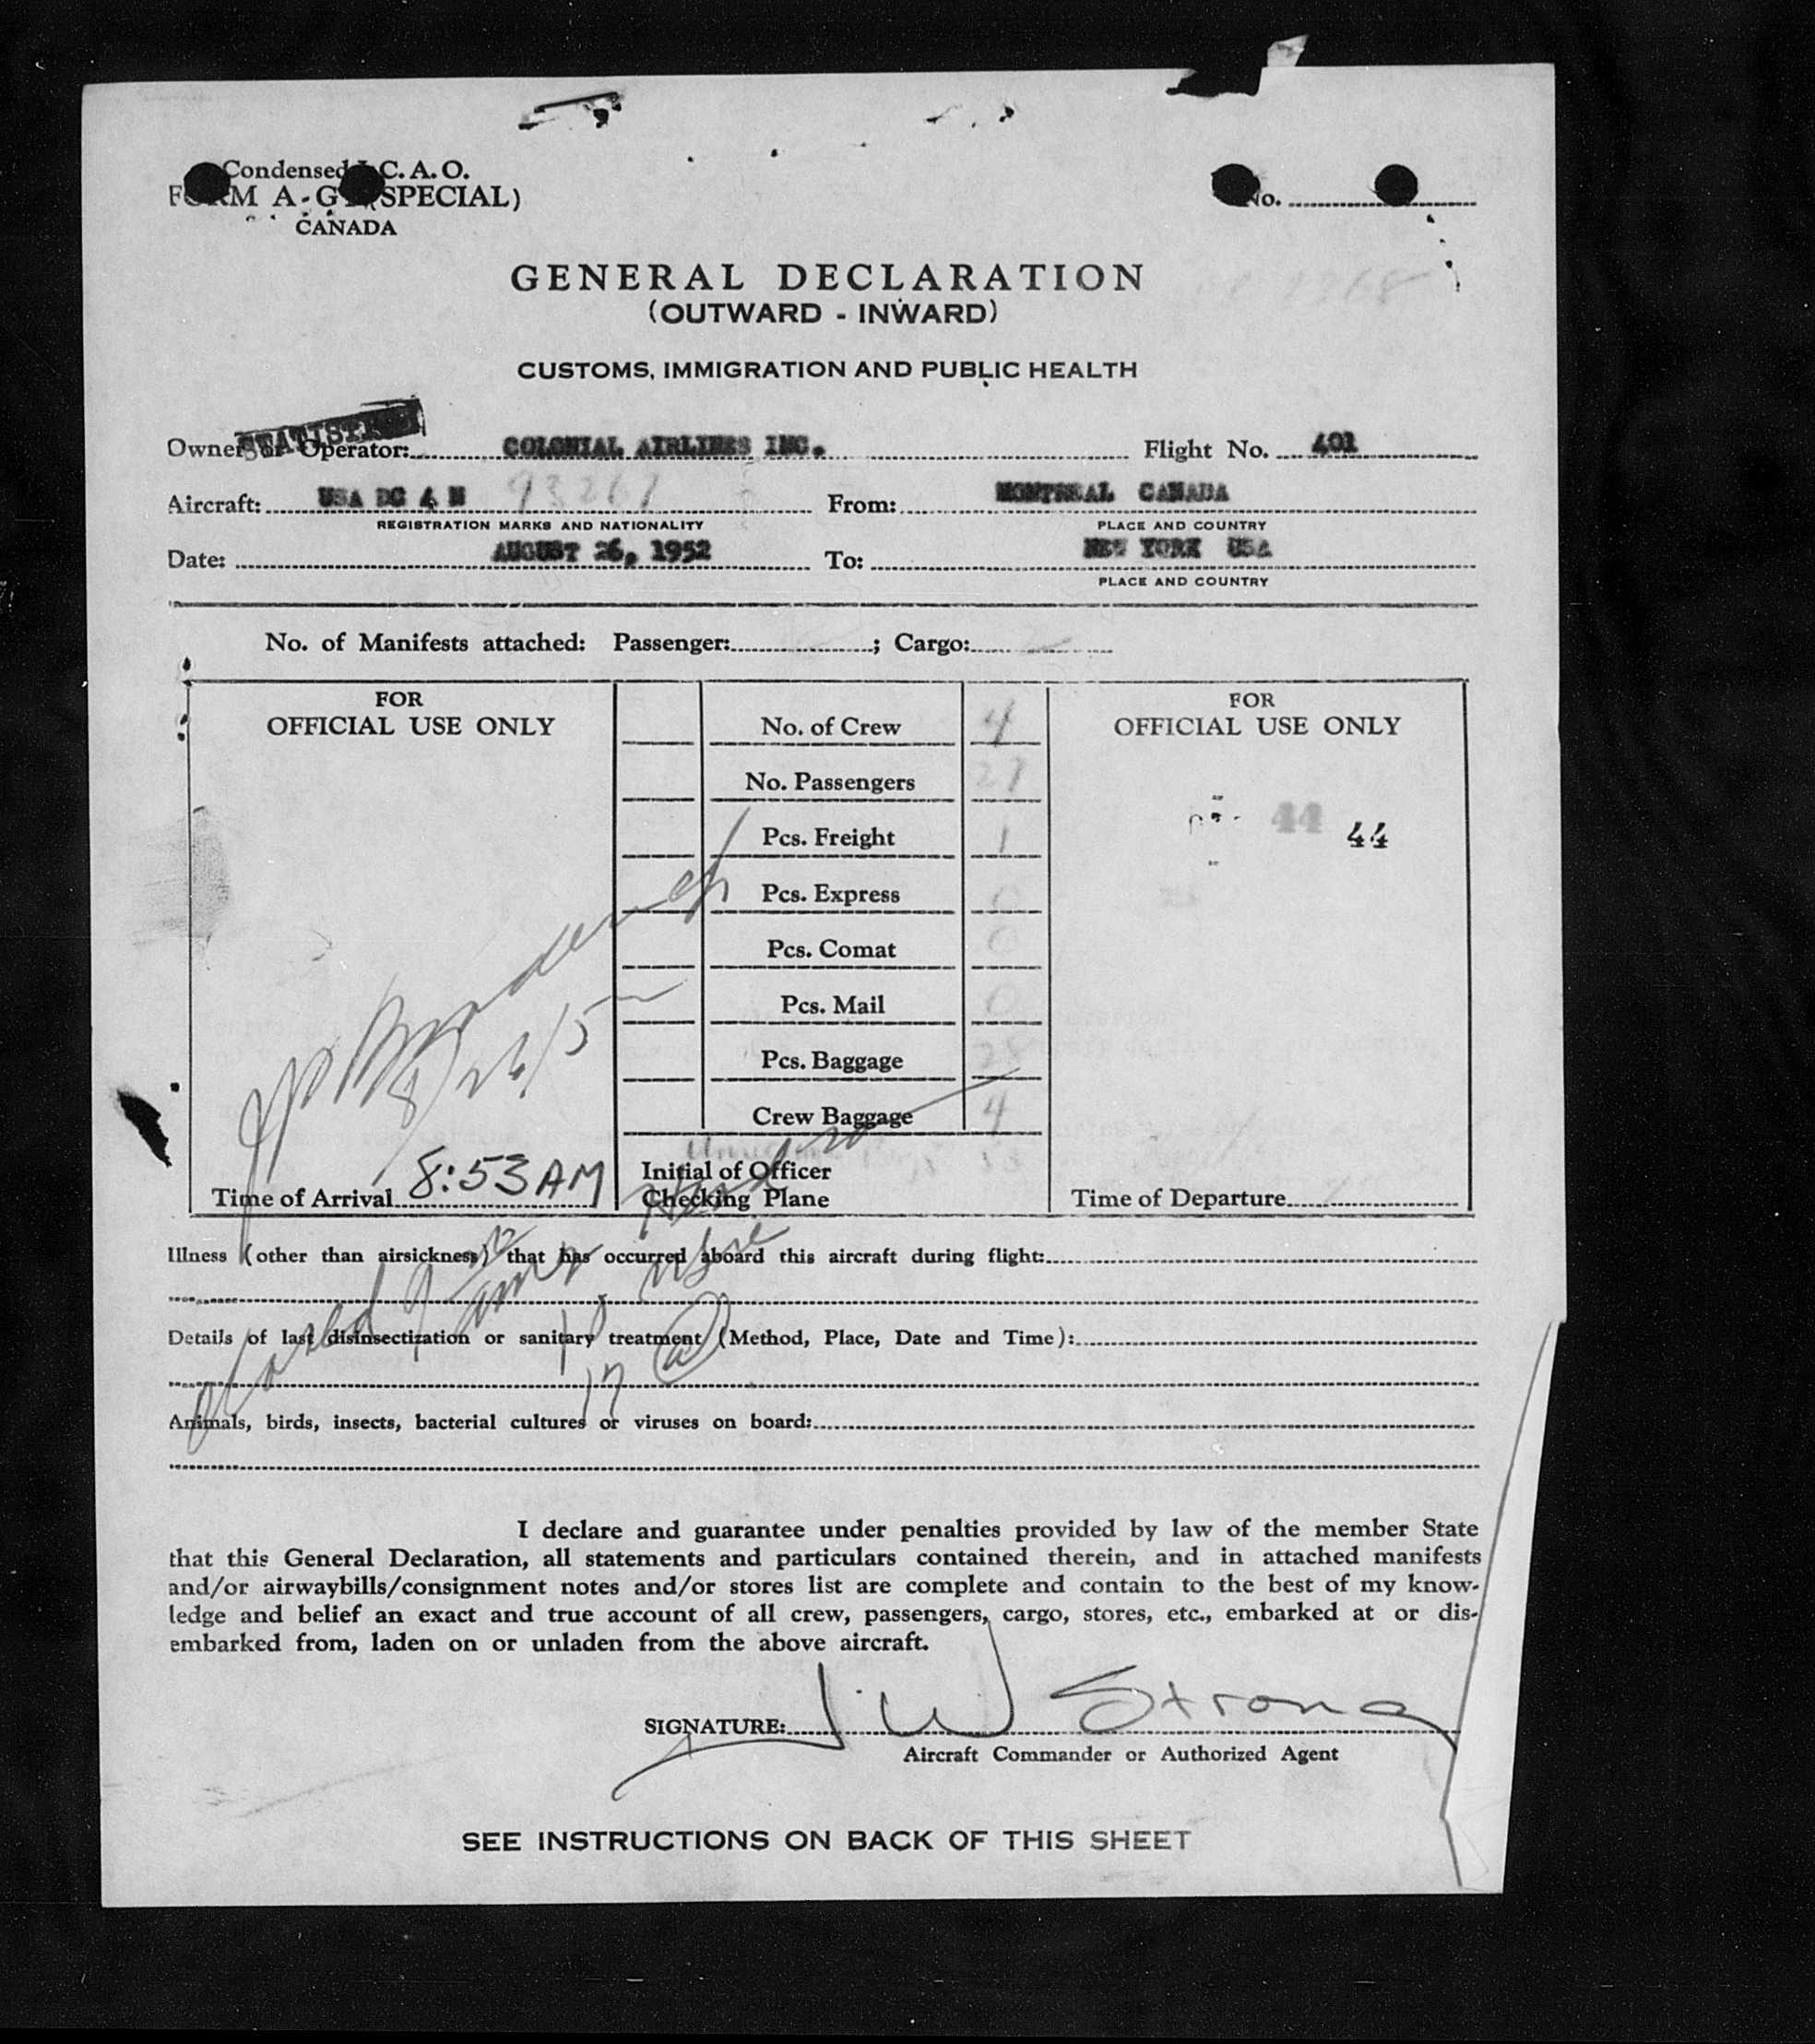 Condensed I. C. A. O.
FORM A-G (SPECIAL)
CANADA
No.
GENERAL DECLARATION
(OUTWARD - INWARD)
CUSTOMS, IMMIGRATION AND PUBLIC HEALTH
Owner or Operator: COLONIAL AIRLINES INC. Flight No. 401
Aircraft: USA DC 4 N 93267 From: MONTREAL CANADA
REGISTRATION MARKS AND NATIONALITY PLACE AND COUNTRY
Date: AUGUST 26, 1952 To: NEW YORK USA
PLACE AND COUNTRY
No. of Manifests attached: Passenger: ; Cargo:
FOR
OFFICIAL USE ONLY
No. of Crew 4
No. Passengers 27
Pcs. Freight 1
Pcs. Express 0
Pcs. Comat 0
Pcs. Mail 0
Pcs. Baggage
Crew Baggage 4
Initial of Officer
Checking Plane
FOR
OFFICIAL USE ONLY
44 44
8/26/52
Time of Arrival 8:53 AM
Time of Departure
Illness (other than airsickness) that has occurred aboard this aircraft during flight:
Details of last disinsectization or sanitary treatment (Method, Place, Date and Time):
Animals, birds, insects, bacterial cultures or viruses on board:
I declare and guarantee under penalties provided by law of the member State
that this General Declaration, all statements and particulars contained therein, and in attached manifests
and/or airwaybills/consignment notes and/or stores list are complete and contain to the best of my know-
ledge and belief an exact and true account of all crew, passengers, cargo, stores, etc., embarked at or dis-
embarked from, laden on or unladen from the above aircraft.
SIGNATURE: J W Strong
Aircraft Commander or Authorized Agent
SEE INSTRUCTIONS ON BACK OF THIS SHEET